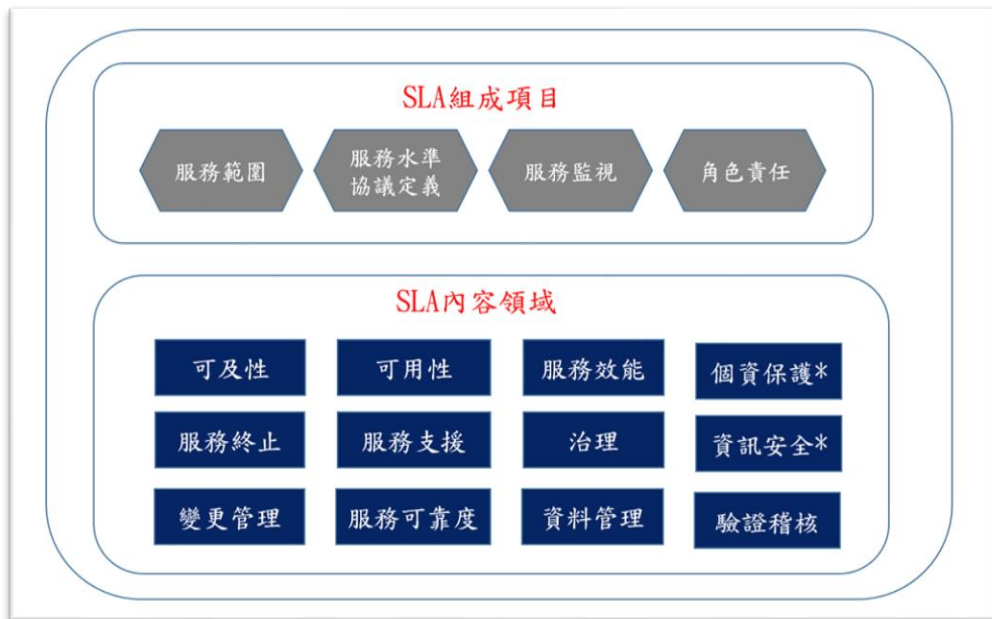 SLA組成項目
服務範圍
服務水準
協議定義
服務監視
角色責任
SLA內容領域
可及性
可用性
服務效能
個資保護*
服務終止
服務支援
治理
資訊安全*
變更管理
服務可靠度
資料管理
驗證稽核